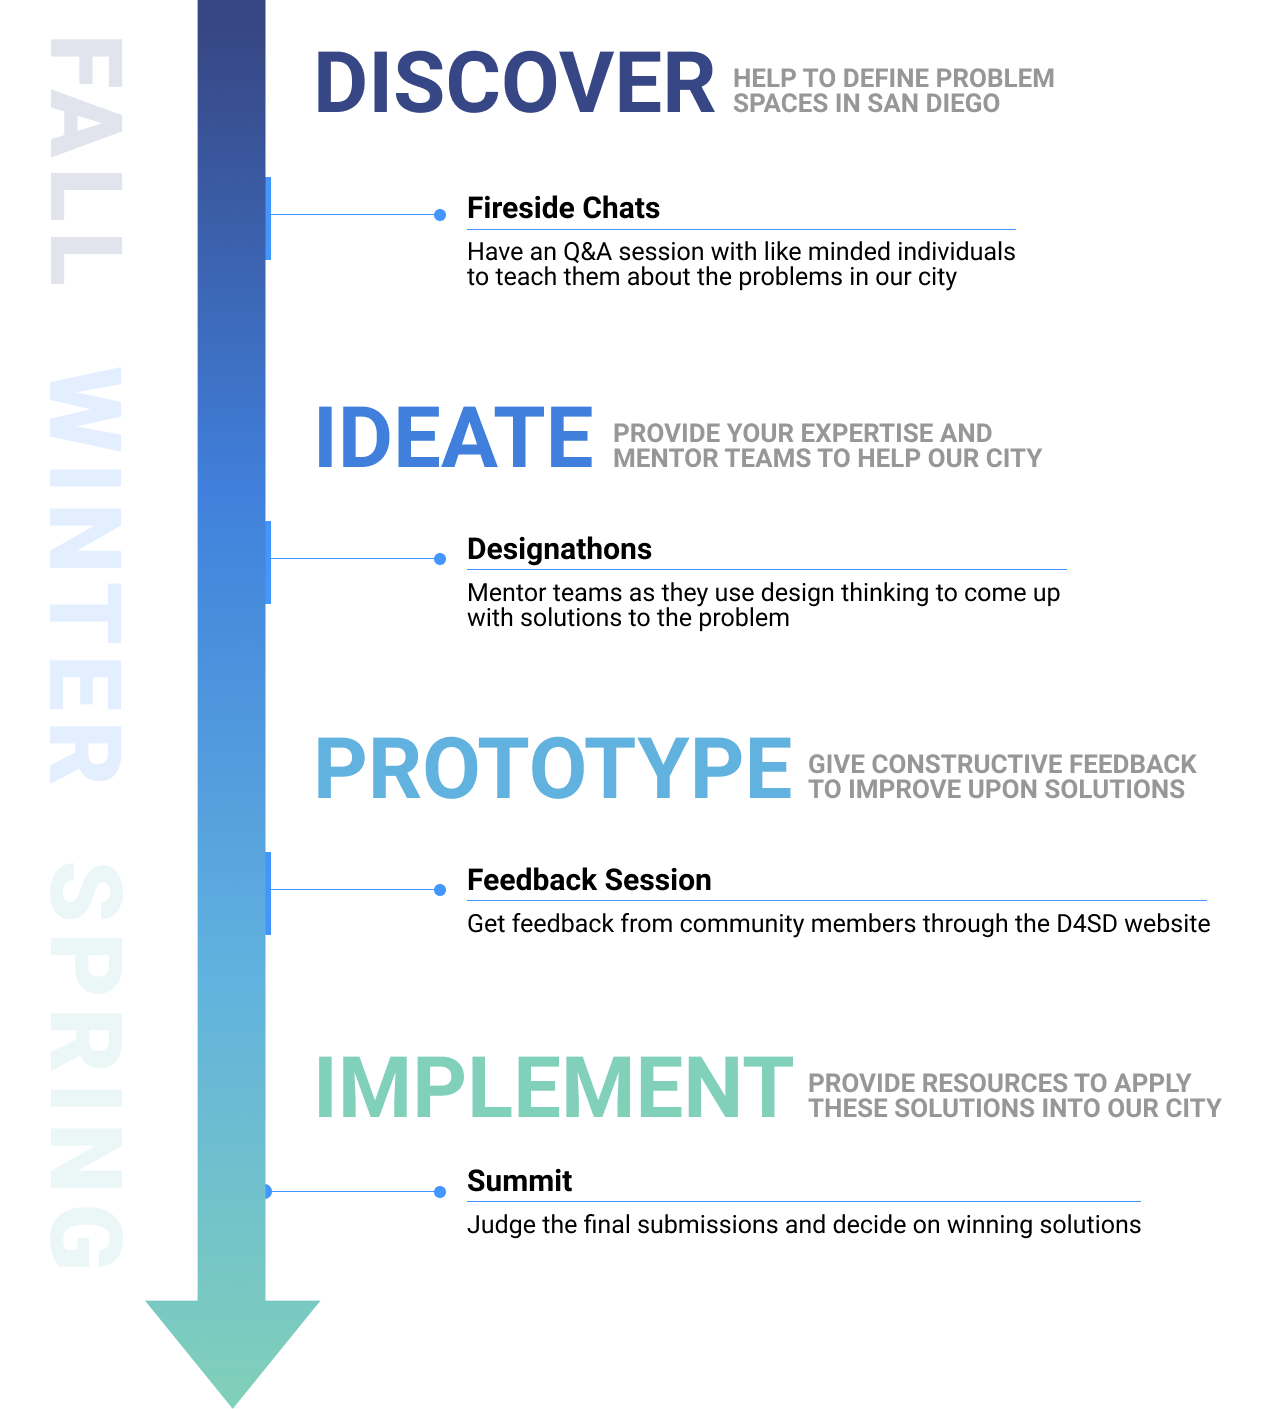 FALL
DISCOVER
HELP TO DEFINE PROBLEM
SPACES IN SAN DIEGO
Fireside Chats
Have an Q&A session with like minded individuals
to teach them about the problems in our city
WINTER
IDEATE
PROVIDE YOUR EXPERTISE AND
MENTOR TEAMS TO HELP OUR CITY
Designathons
Mentor teams as they use design thinking to come up
with solutions to the problem
PROTOTYPE
GIVE CONSTRUCTIVE FEEDBACK
TO IMPROVE UPON SOLUTIONS
SPRING
Feedback Session
Get feedback from community members through the D4SD website
IMPLEMENT
PROVIDE RESOURCES TO APPLY
THESE SOLUTIONS INTO OUR CITY
Summit
Judge the final submissions and decide on winning solutions